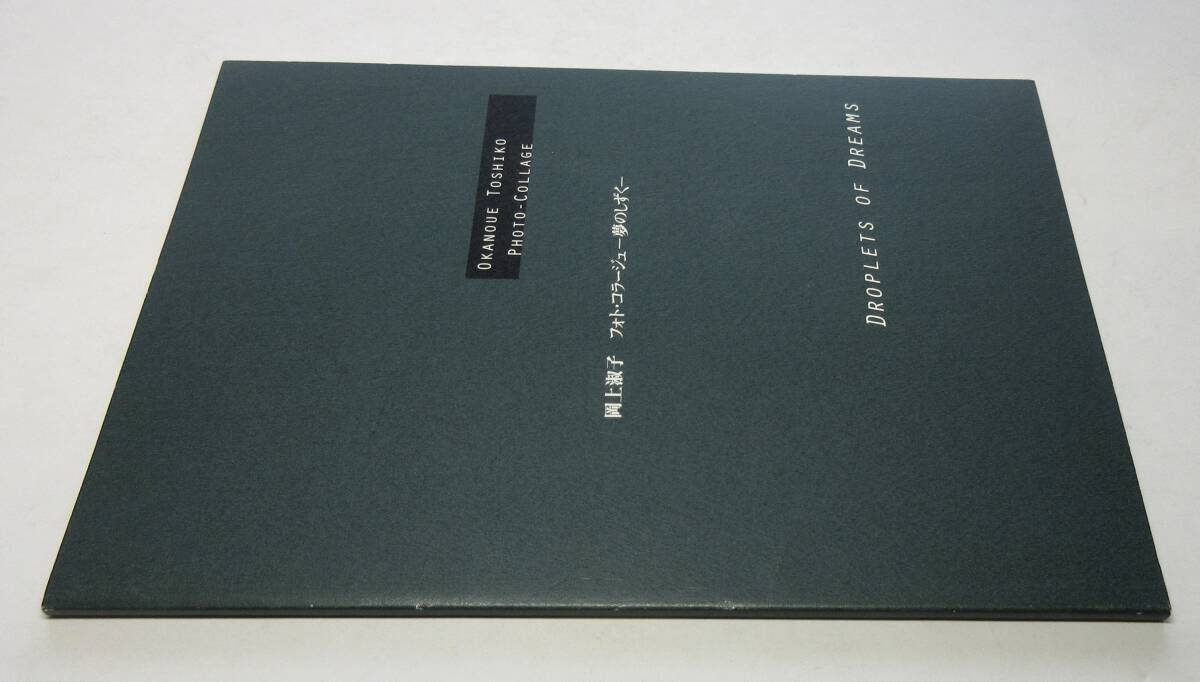 OKANOUE TOSHIKO
PHOTO-COLLAGE
岡上淑子 フォト・コラージュ ―夢のしずく―
DROPLETS OF DREAMS